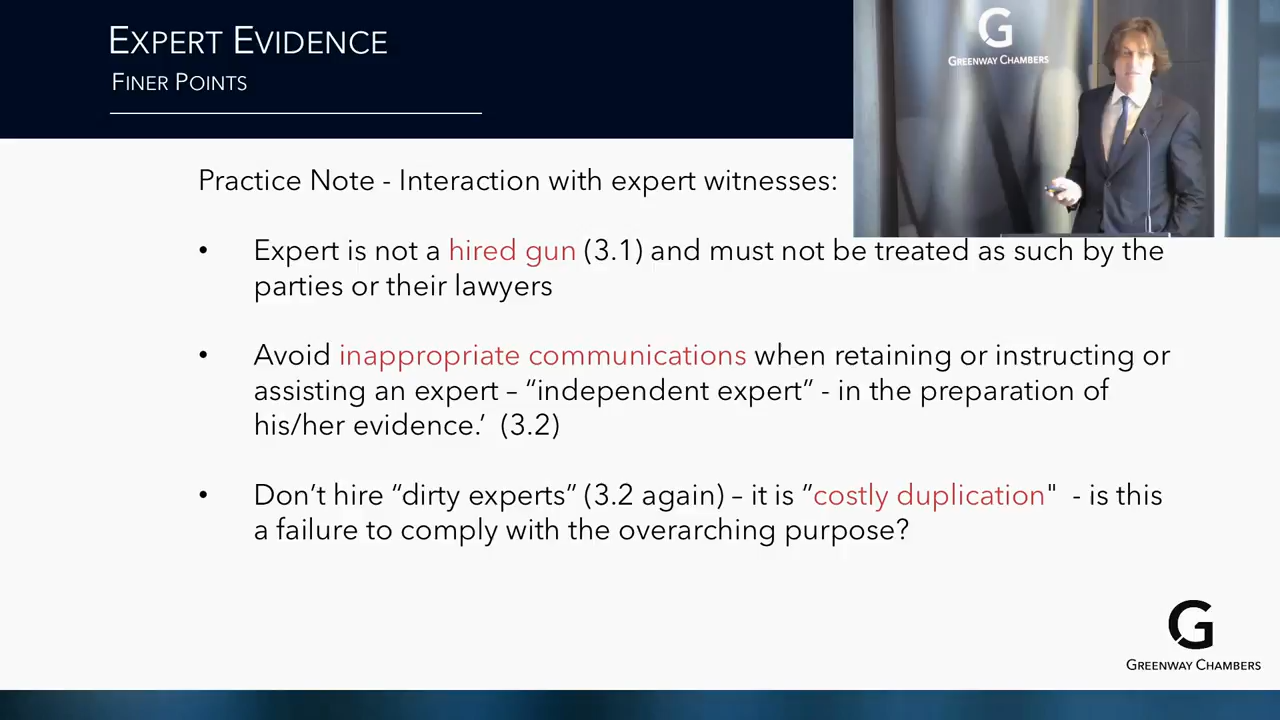 EXPERT EVIDENCE
FINER POINTS
G
GREENWAY CHAMBERS
Practice Note - Interaction with expert witnesses:
• Expert is not a hired gun (3.1) and must not be treated as such by the
parties or their lawyers
• Avoid inappropriate communications when retaining or instructing or
assisting an expert – “independent expert” - in the preparation of
his/her evidence.’ (3.2)
• Don’t hire “dirty experts” (3.2 again) – it is ”costly duplication" - is this
a failure to comply with the overarching purpose?
G
GREENWAY CHAMBERS